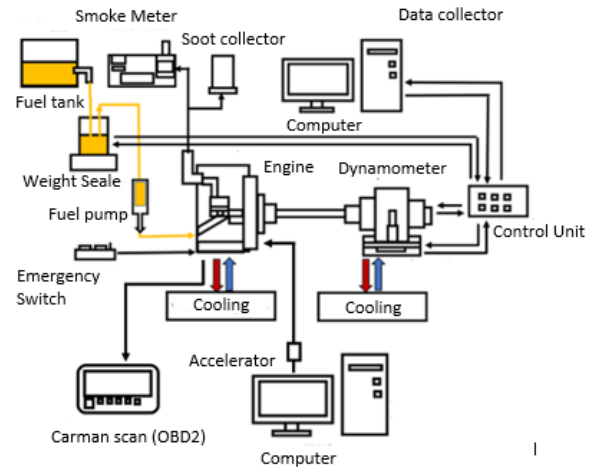 Smoke Meter
Data collector
Soot collector
Fuel tank
Computer
Weight Seale
Engine
Dynamometer
Fuel pump
Control Unit
Emergency
Switch
Cooling
Cooling
Accelerator
Carman scan (OBD2)
Computer